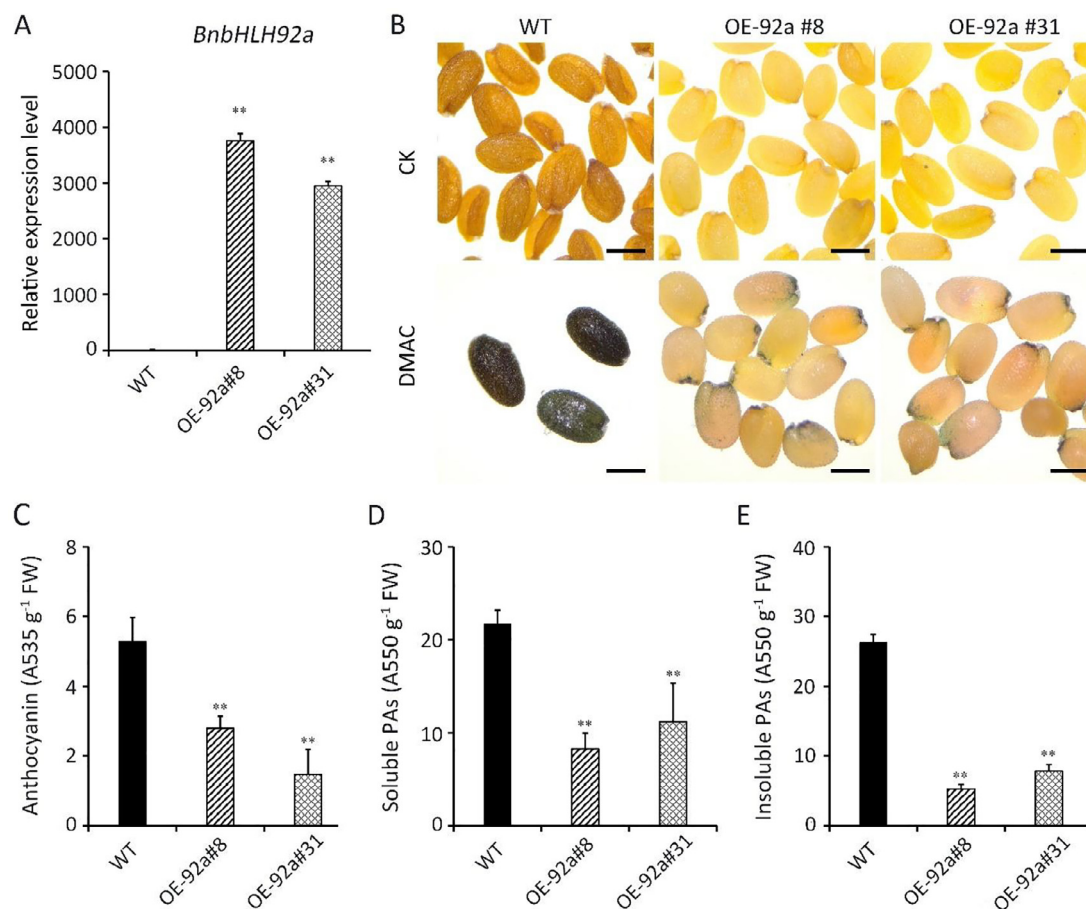 A
BnbHLH92a
Relative expression level
5000
4000
3000
2000
1000
0
**
**
WT
OE-92a#8
OE-92a#31
B
WT
OE-92a #8
OE-92a #31
CK
DMAC
C
Anthocyanin (A535 g-1 FW)
8
6
4
2
0
**
**
WT
OE-92a#8
OE-92a#31
D
Soluble PAs (A550 g-1 FW)
30
20
10
0
**
**
WT
OE-92a#8
OE-92a#31
E
Insoluble PAs (A550 g-1 FW)
40
30
20
10
0
**
**
WT
OE-92a#8
OE-92a#31